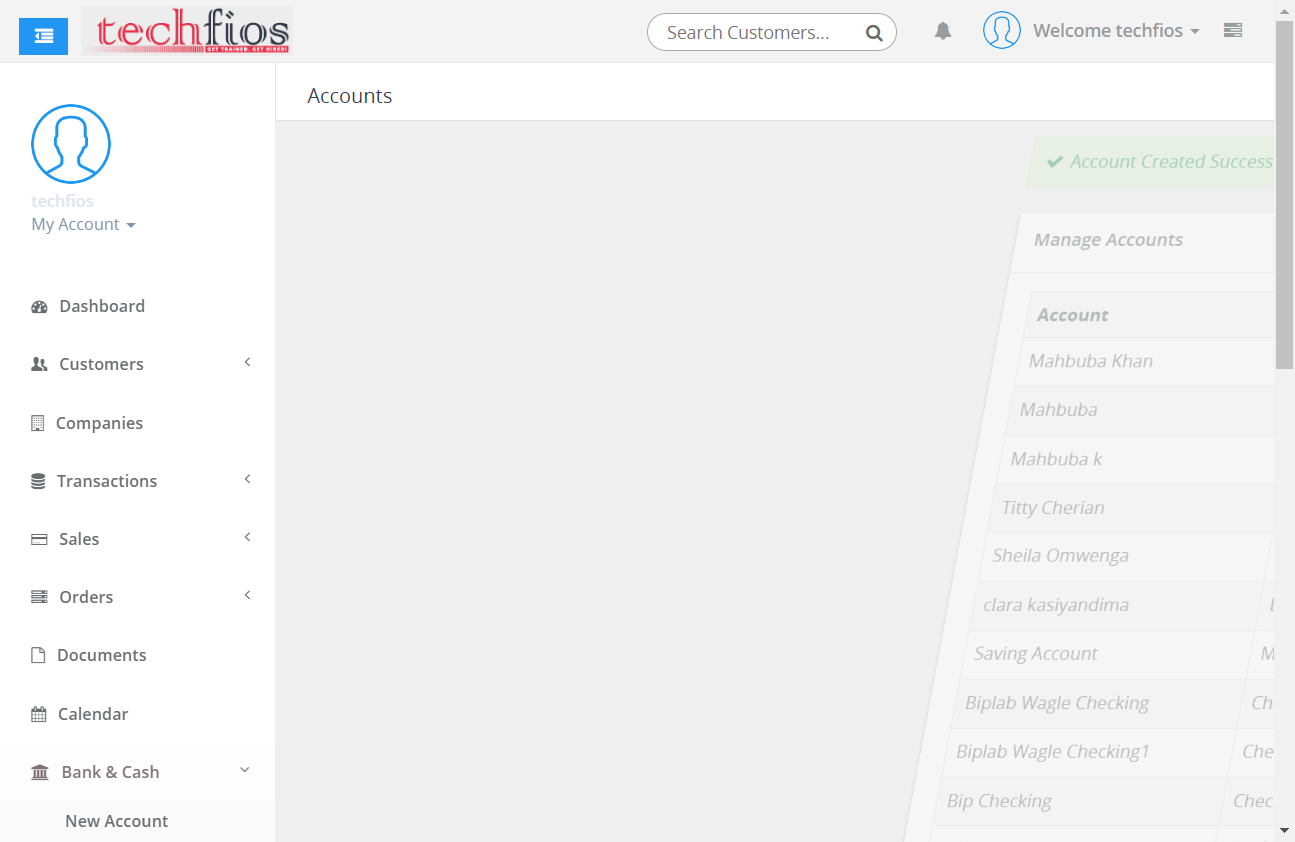 techfios
GET TRAINED. GET HIRED!
Search Customers...
Welcome techfios
techfios
My Account
Dashboard
Customers
Companies
Transactions
Sales
Orders
Documents
Calendar
Bank & Cash
New Account
Accounts
Account Created Success
Manage Accounts
Account
Mahbuba Khan
Mahbuba
Mahbuba k
Titty Cherian
Sheila Omwenga
clara kasiyandima
Saving Account M
Biplab Wagle Checking Ch
Biplab Wagle Checking1 Che
Bip Checking Chec